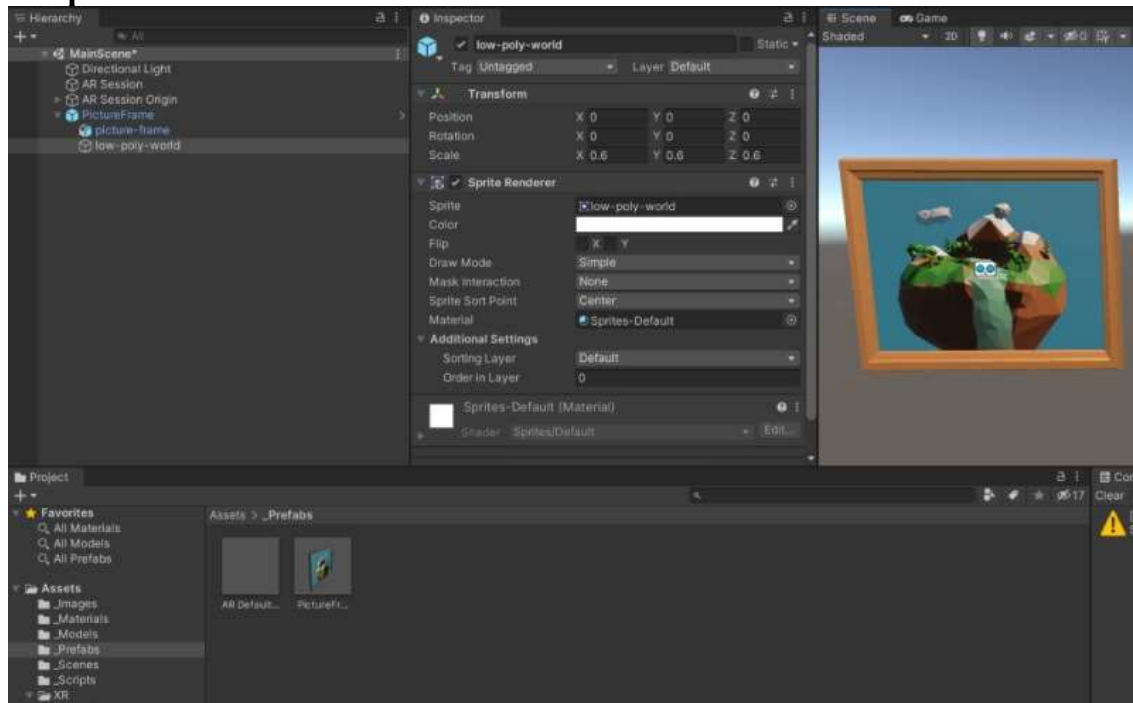 Hierarchy
All
MainScene*
Directional Light
AR Session
AR Session Origin
PictureFrame
picture-frame
low-poly-world
Inspector
low-poly-world
Static
Tag Untagged Layer Default
Transform
Position X 0 Y 0 Z 0
Rotation X 0 Y 0 Z 0
Scale X 0.6 Y 0.6 Z 0.6
Sprite Renderer
Sprite low-poly-world
Color
Flip X Y
Draw Mode Simple
Mask Interaction None
Sprite Sort Point Center
Material Sprites-Default
Additional Settings
Sorting Layer Default
Order in Layer 0
Sprites-Default (Material)
Shader Sprites/Default Edit...
Scene Game
Shaded 2D 0
Project
17
Favorites
All Materials
All Models
All Prefabs
Assets
_Images
_Materials
_Models
_Prefabs
_Scenes
_Scripts
XR
Assets > _Prefabs
AR Default... PictureFr...
Con
Clear